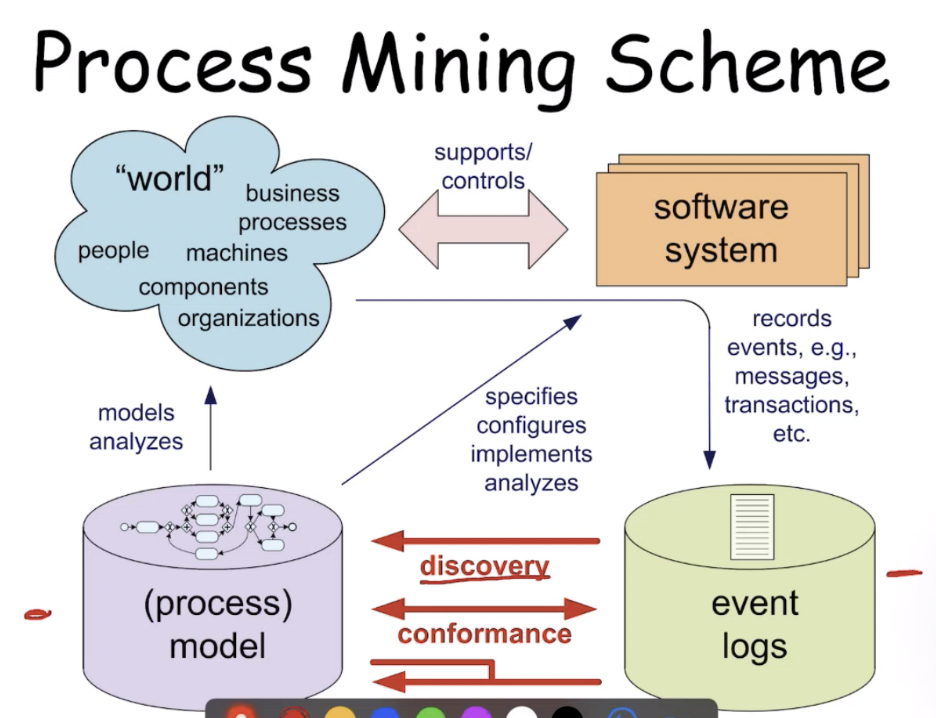 Process Mining Scheme
“world”
business
processes
people
machines
components
organizations
supports/
controls
software
system
records
events, e.g.,
messages,
transactions,
etc.
models
analyzes
specifies
configures
implements
analyzes
(process)
model
discovery
conformance
event
logs